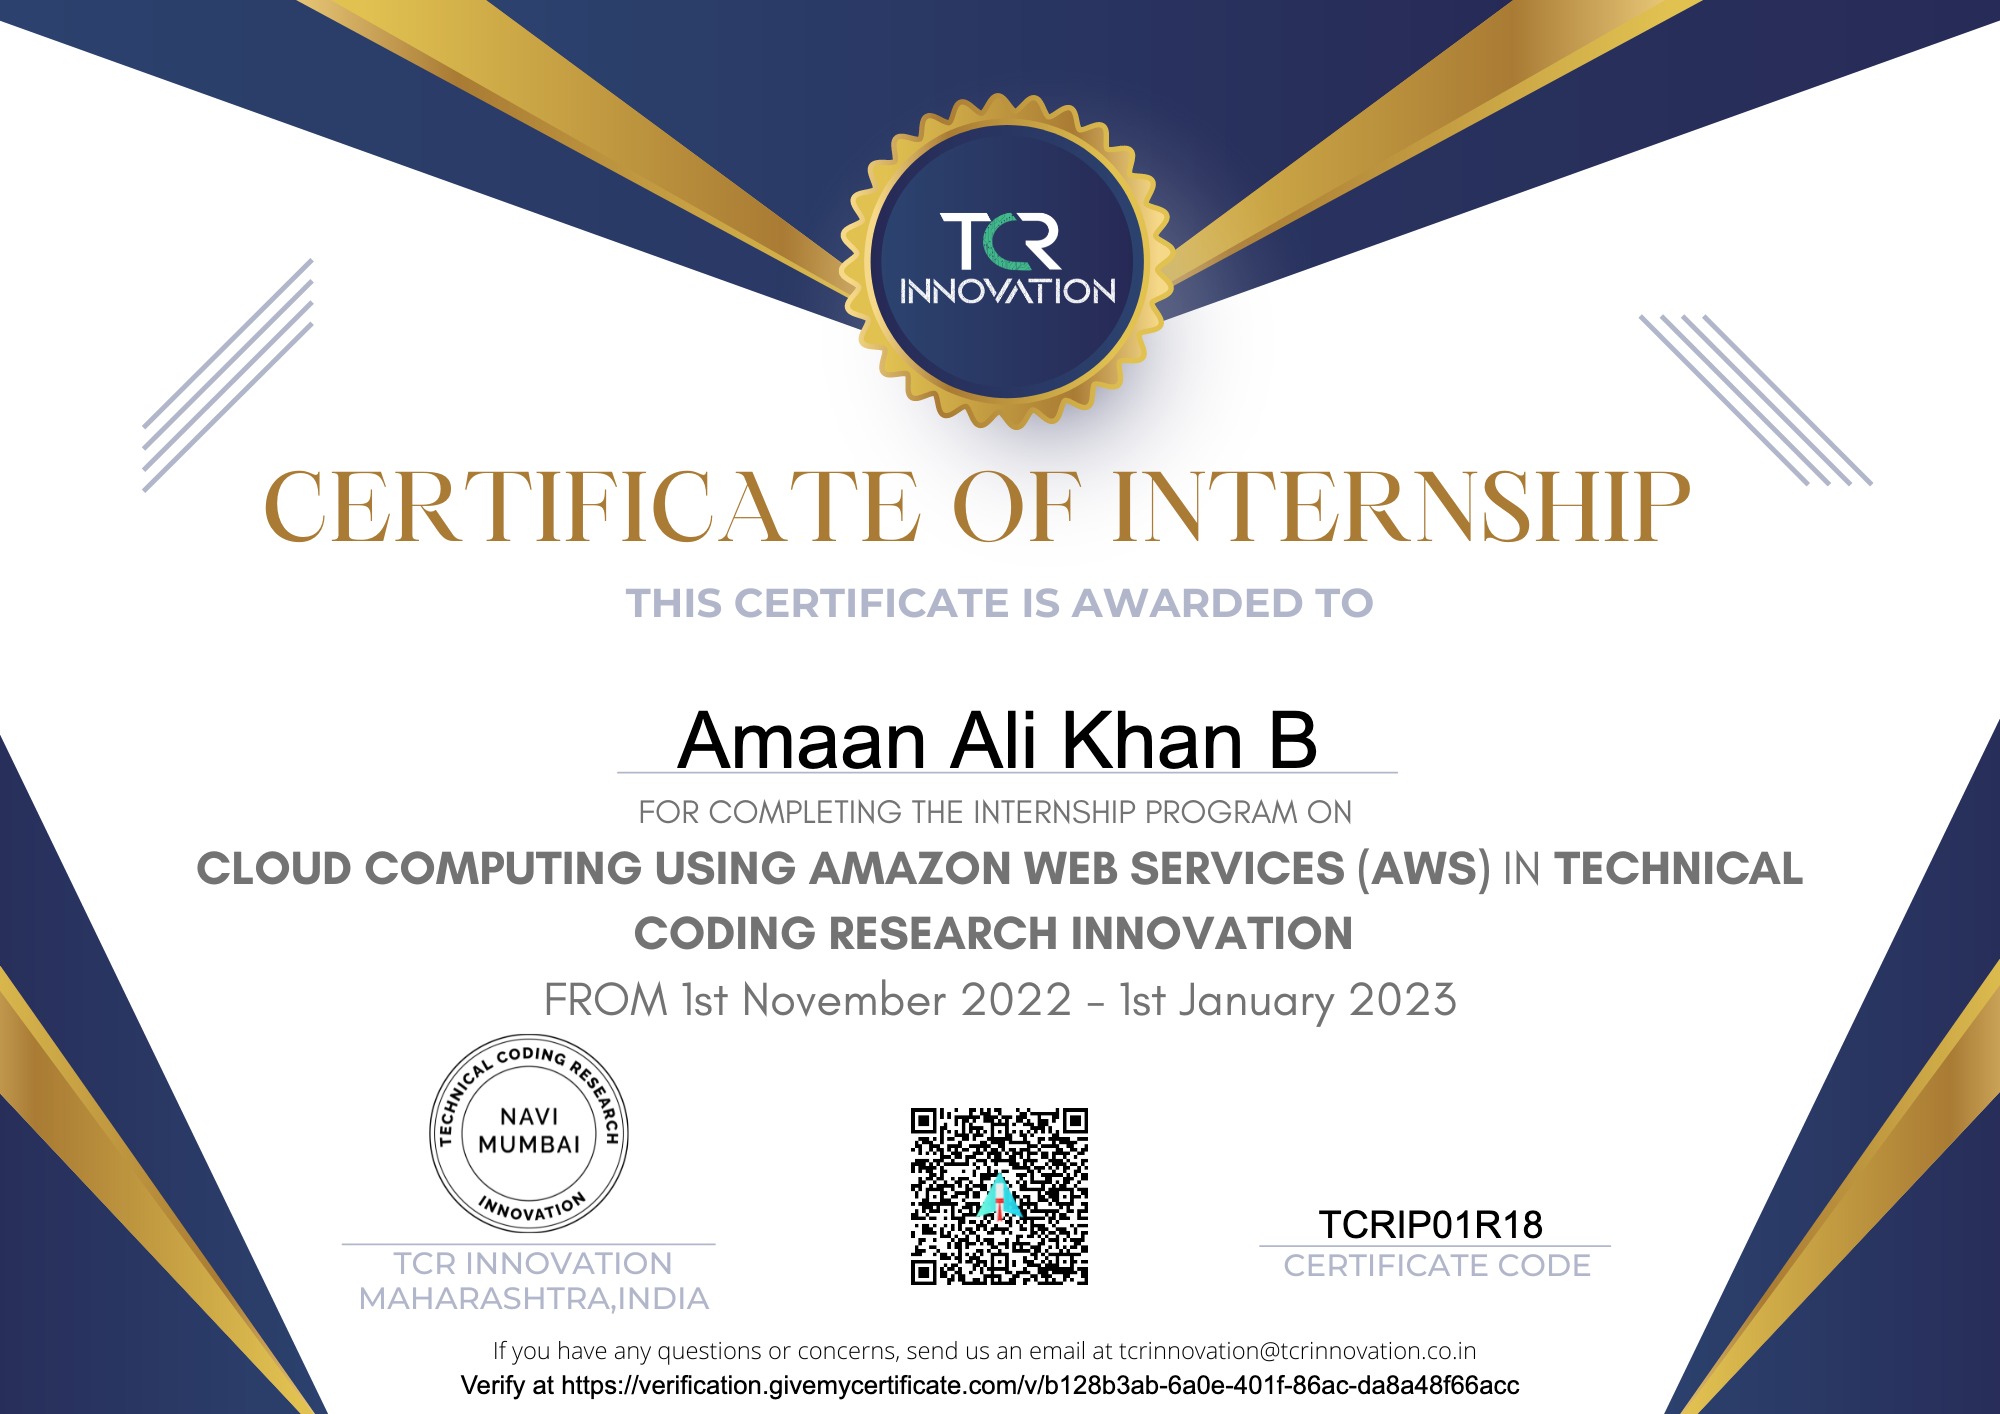 TCR
INNOVATION
CERTIFICATE OF INTERNSHIP
THIS CERTIFICATE IS AWARDED TO
Amaan Ali Khan B
FOR COMPLETING THE INTERNSHIP PROGRAM ON
CLOUD COMPUTING USING AMAZON WEB SERVICES (AWS) IN TECHNICAL
CODING RESEARCH INNOVATION
FROM 1st November 2022 - 1st January 2023
TECHNICAL CODING RESEARCH
NAVI
MUMBAI
INNOVATION
TCR INNOVATION
MAHARASHTRA,INDIA
TCRIP01R18
CERTIFICATE CODE
If you have any questions or concerns, send us an email at tcrinnovation@tcrinnovation.co.in
Verify at https://verification.givemycertificate.com/v/b128b3ab-6a0e-401f-86ac-da8a48f66acc